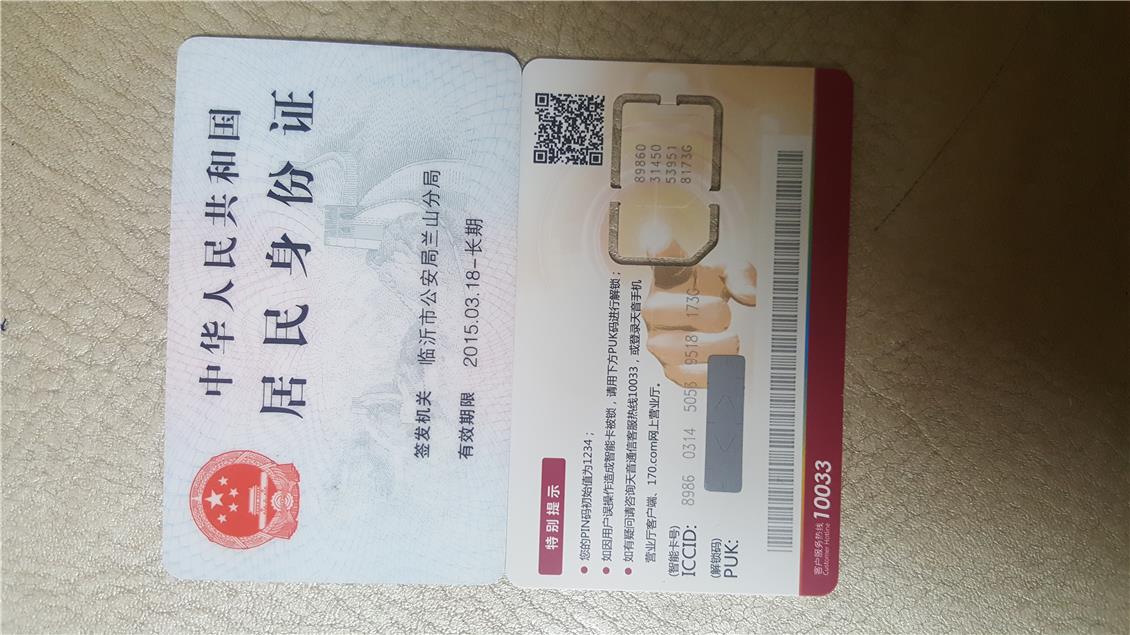 中华人民共和国
居民身份证
签发机关 临沂市公安局兰山分局
有效期限 2015.03.18-长期
89860
31450
53951
8173G
特别提示
● 您的PIN码初始值为1234；
● 如因用户误操作造成智能卡被锁，请用下方PUK码进行解锁；
● 如有疑问请咨询天音通信客服热线10033，或登录天音手机
营业厅客户端、170.com网上营业厅。
(智能卡号)
ICCID: 8986 0314 5053 9518 173G
(解锁码)
PUK:
客户服务热线
Customer Hotline
10033